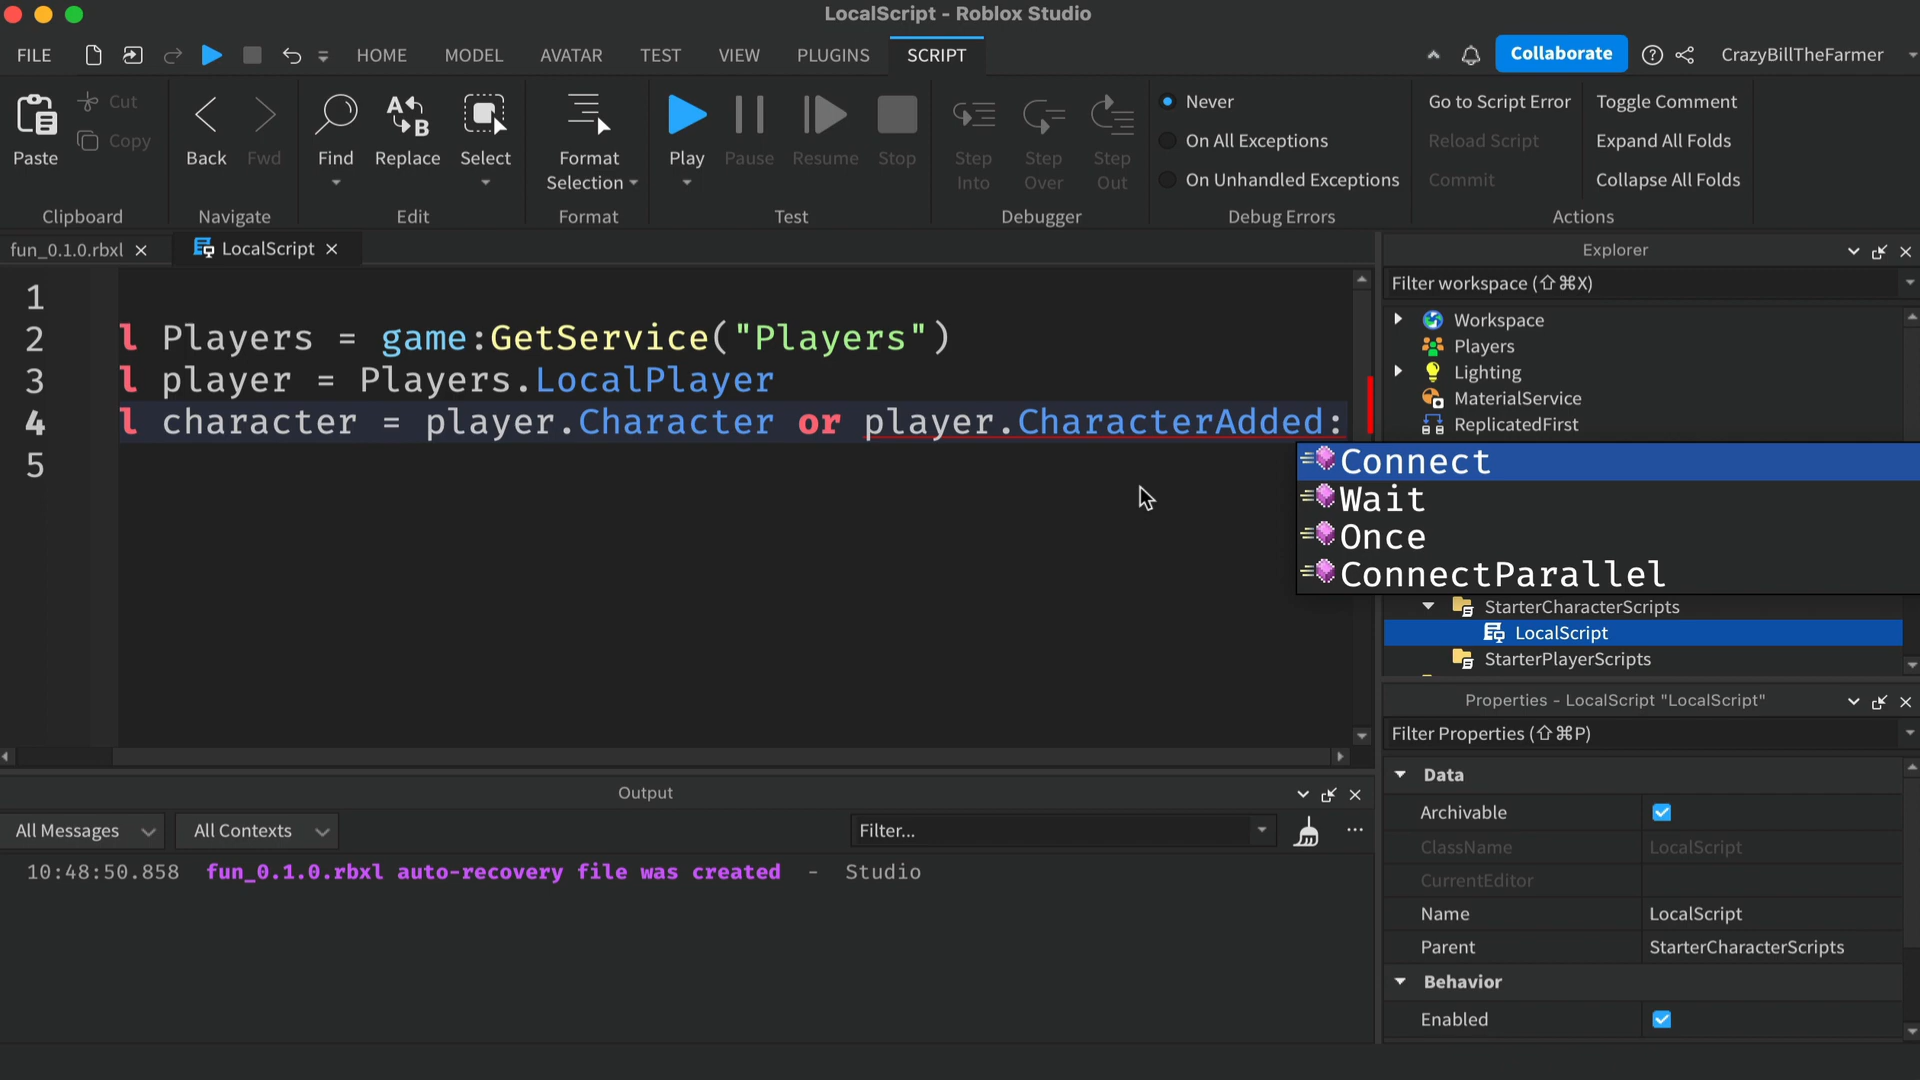 LocalScript - Roblox Studio
FILE HOME MODEL AVATAR TEST VIEW PLUGINS SCRIPT Collaborate CrazyBillTheFarmer
Paste Cut Copy
Clipboard
Back Fwd
Navigate
Find Replace Select
Edit
Format Selection
Format
Play Pause Resume Stop
Test
Step Into Step Over Step Out
Debugger
Never
On All Exceptions
On Unhandled Exceptions
Debug Errors
Go to Script Error Toggle Comment
Reload Script Expand All Folds
Commit Collapse All Folds
Actions
fun_0.1.0.rbxl LocalScript
1
2 l Players = game:GetService("Players")
3 l player = Players.LocalPlayer
4 l character = player.Character or player.CharacterAdded:
5
Connect
Wait
Once
ConnectParallel
Explorer
Filter workspace (⇧⌘X)
Workspace
Players
Lighting
MaterialService
ReplicatedFirst
StarterCharacterScripts
LocalScript
StarterPlayerScripts
Properties - LocalScript "LocalScript"
Filter Properties (⇧⌘P)
Data
Archivable
ClassName LocalScript
CurrentEditor
Name LocalScript
Parent StarterCharacterScripts
Behavior
Enabled
Output
All Messages All Contexts Filter... ...
10:48:50.858 fun_0.1.0.rbxl auto-recovery file was created - Studio